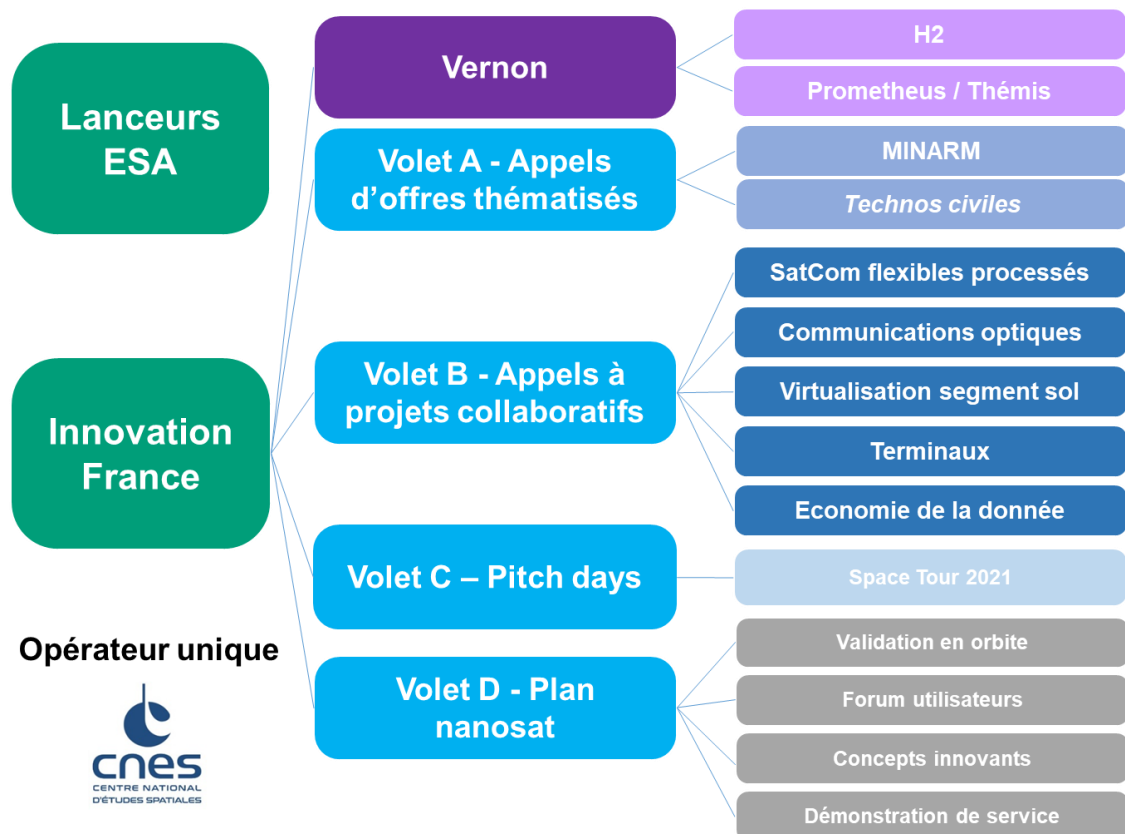 Lanceurs
ESA
Innovation
France
Opérateur unique
cnes
CENTRE NATIONAL
D'ÉTUDES SPATIALES
Vernon
H2
Prometheus / Thémis
Volet A - Appels
d’offres thématisés
MINARM
Technos civiles
Volet B - Appels à
projets collaboratifs
SatCom flexibles processés
Communications optiques
Virtualisation segment sol
Terminaux
Economie de la donnée
Volet C – Pitch days
Space Tour 2021
Volet D - Plan
nanosat
Validation en orbite
Forum utilisateurs
Concepts innovants
Démonstration de service